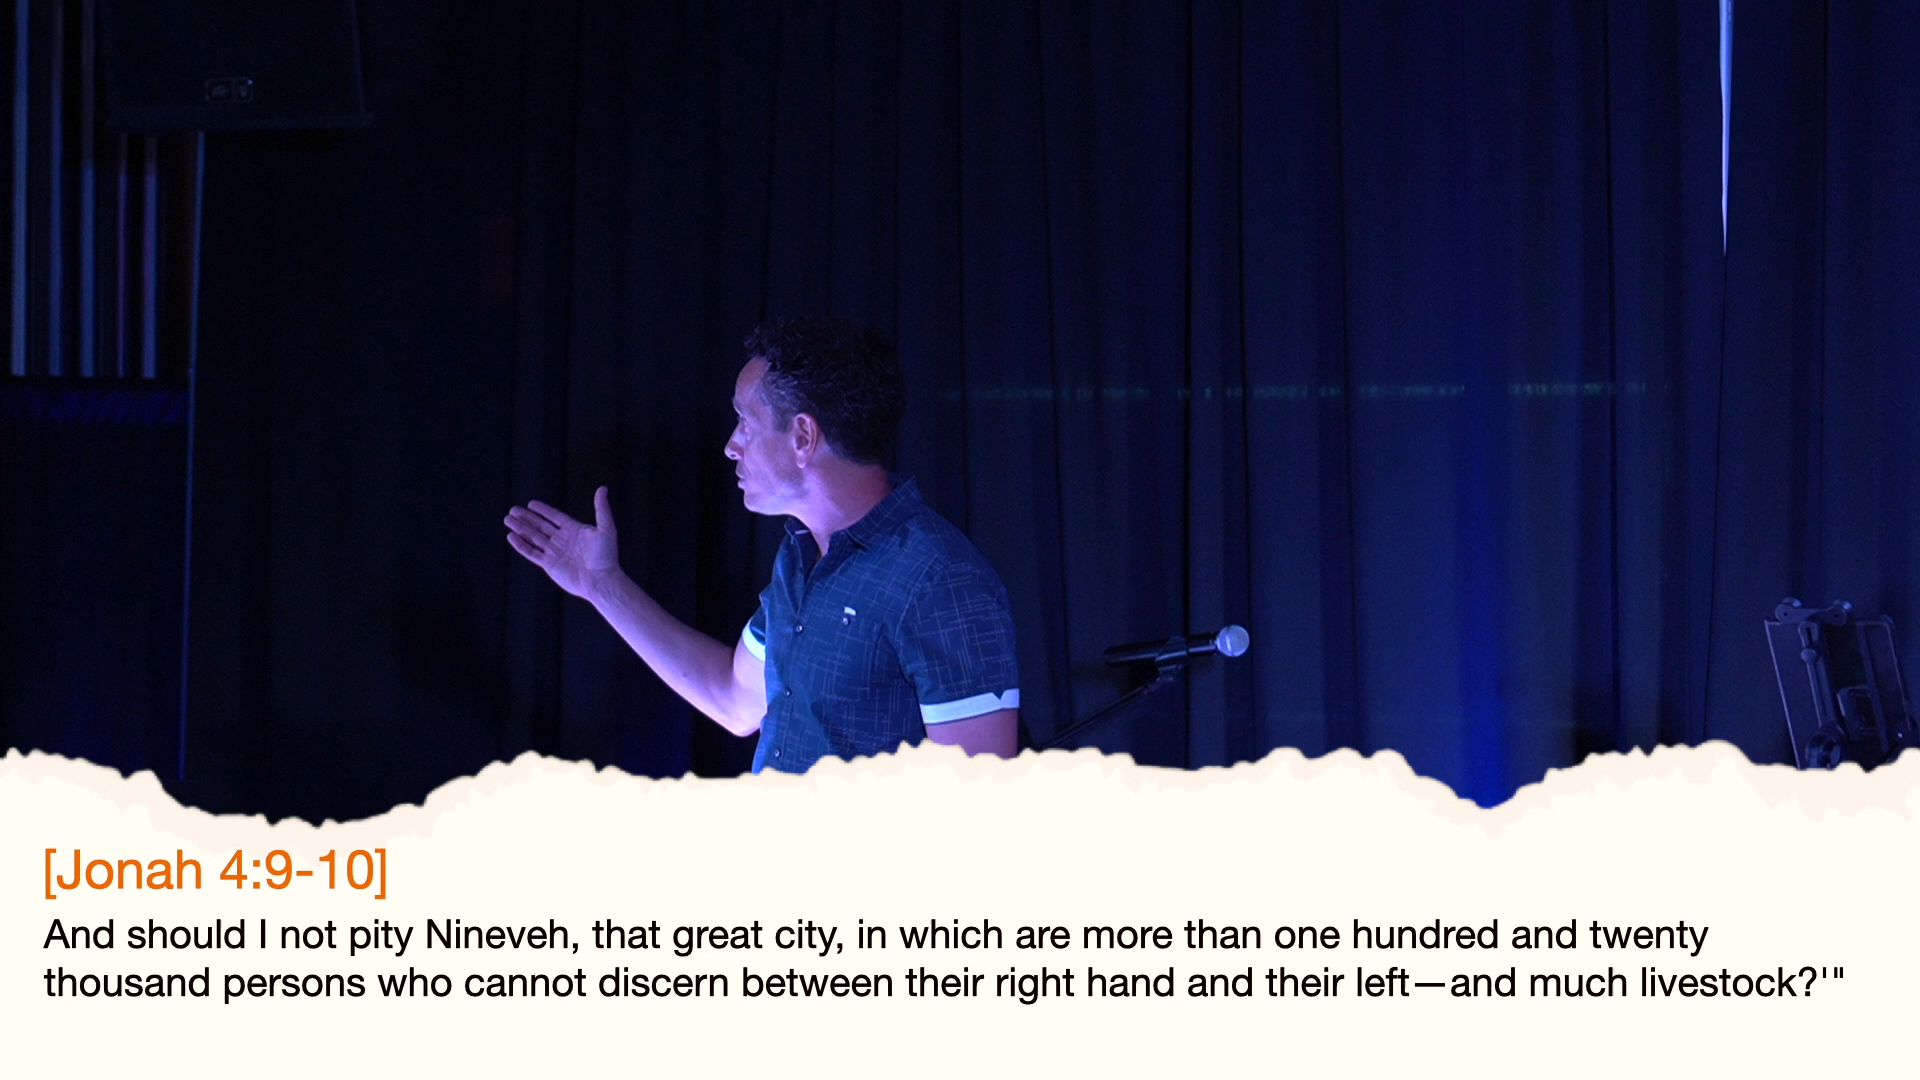 [Jonah 4:9-10]
And should I not pity Nineveh, that great city, in which are more than one hundred and twenty
thousand persons who cannot discern between their right hand and their left—and much livestock?'"